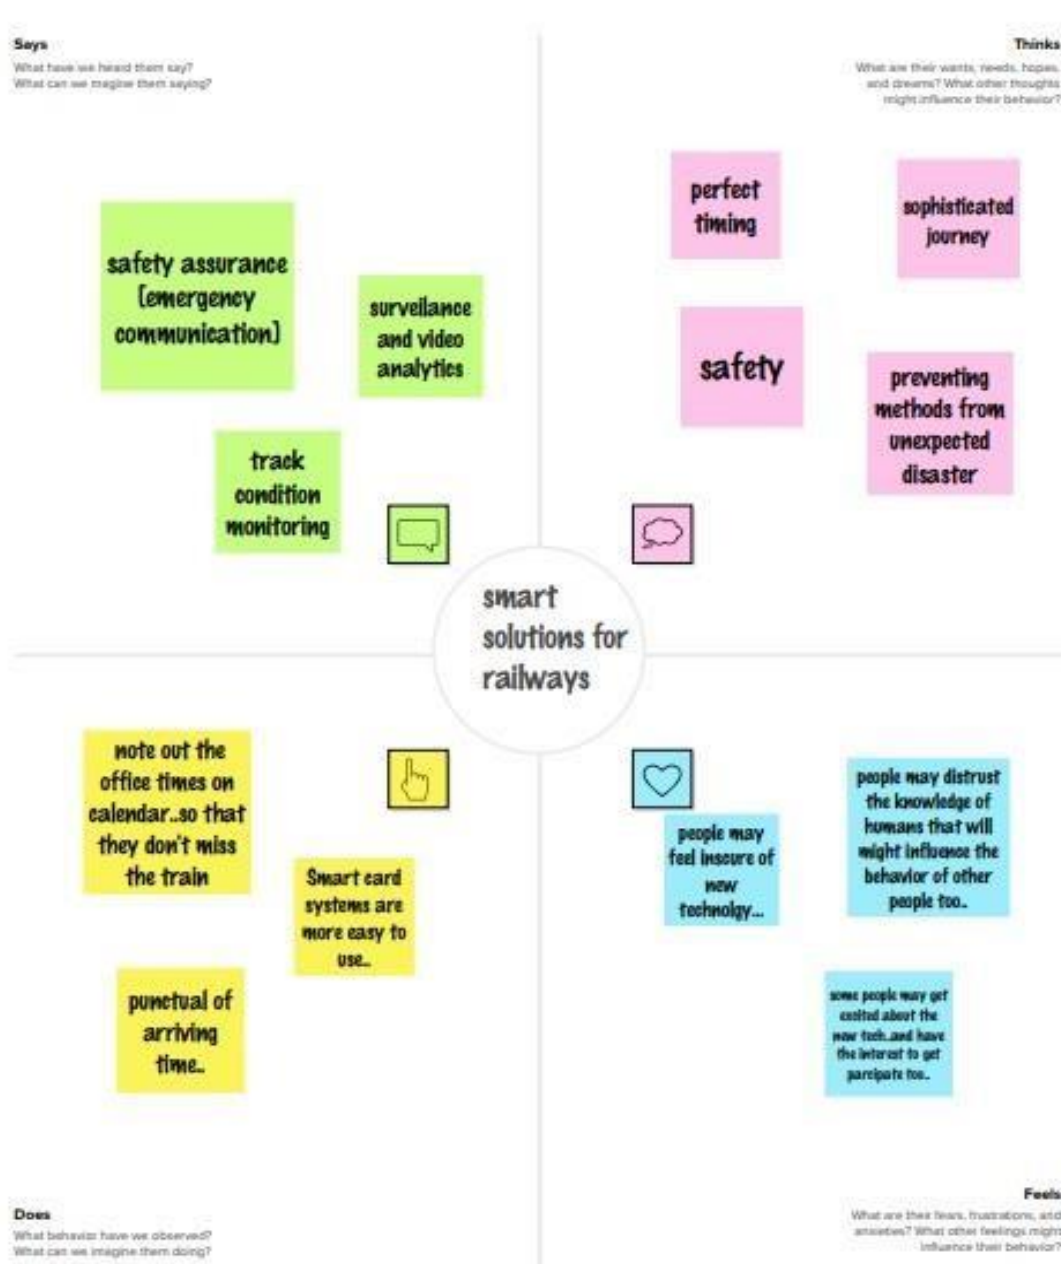 Says
What have we heard them say?
What can we magine them saying?
Thinks
What are their wants, needs, hopes,
and dreams? What other thoughts
might influence their behavior?
safety assurance
[emergency
communication]
surveilance
and video
analytics
track
condition
monitoring
perfect
timing
sophisticated
journey
safety
preventing
methods from
unexpected
disaster
smart
solutions for
railways
note out the
office times on
calendar..so that
they don't miss
the train
Smart card
systems are
more easy to
use..
punctual of
arriving
time..
people may
feel inscure of
new
technolgy...
people may distrust
the knowledge of
humans that will
might influence the
behavior of other
people too..
some people may get
excited about the
new tech..and have
the interest to get
parcipate too..
Does
What behavior have we observed?
What can we imagine them doing?
Feels
What are their fears, frustrations, and
anxieties? What other feelings might
influence their behavior?